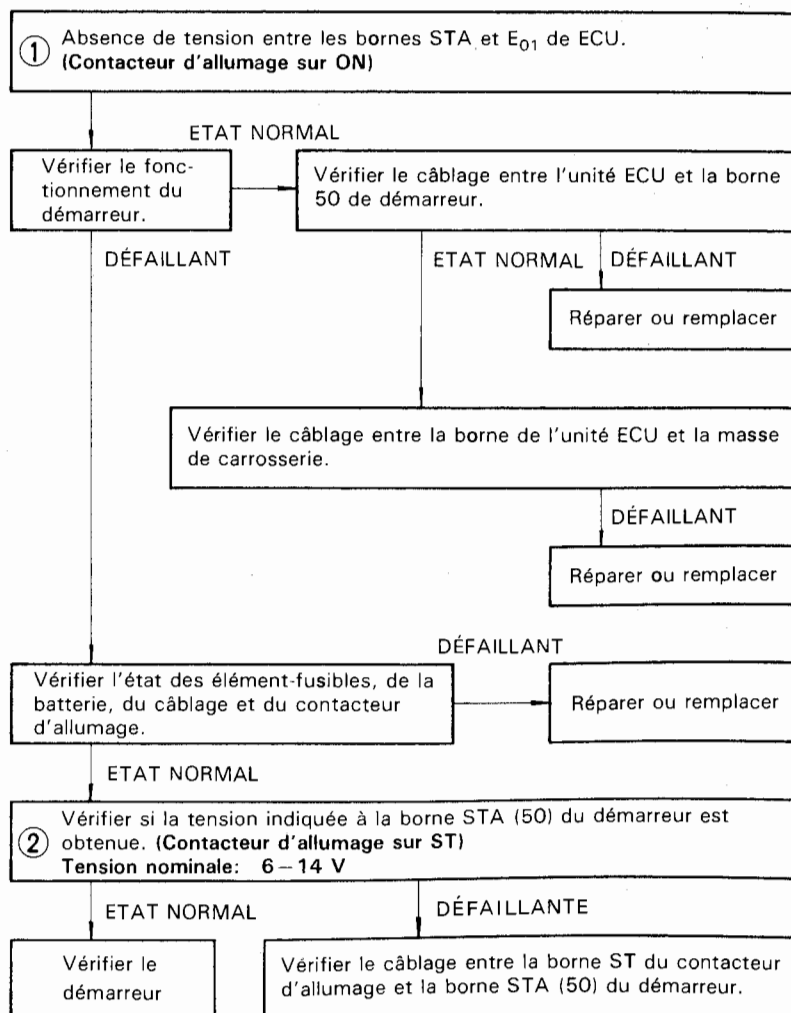 1 Absence de tension entre les bornes STA et E01 de ECU.
(Contacteur d'allumage sur ON)
ETAT NORMAL
Vérifier le fonc-
tionnement du
démarreur.
Vérifier le câblage entre l'unité ECU et la borne
50 de démarreur.
DÉFAILLANT
ETAT NORMAL
DÉFAILLANT
Réparer ou remplacer
Vérifier le câblage entre la borne de l'unité ECU et la masse
de carrosserie.
DÉFAILLANT
Réparer ou remplacer
DÉFAILLANT
Vérifier l'état des élément-fusibles, de la
batterie, du câblage et du contacteur
d'allumage.
Réparer ou remplacer
ETAT NORMAL
2 Vérifier si la tension indiquée à la borne STA (50) du démarreur est
obtenue. (Contacteur d'allumage sur ST)
Tension nominale: 6–14 V
ETAT NORMAL
DÉFAILLANTE
Vérifier le
démarreur
Vérifier le câblage entre la borne ST du contacteur
d'allumage et la borne STA (50) du démarreur.